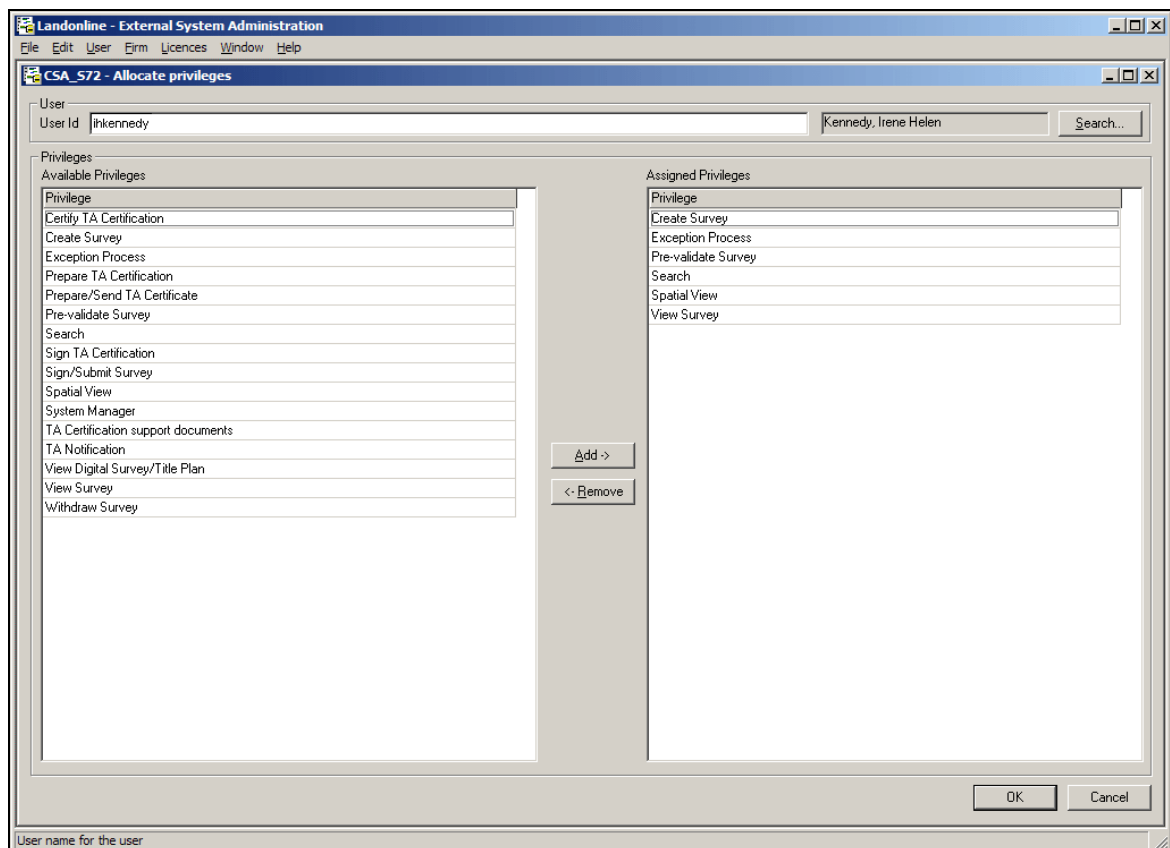 Landonline - External System Administration
File Edit User Firm Licences Window Help
CSA_S72 - Allocate privileges
User
User Id ihkennedy Kennedy, Irene Helen Search...
Privileges
Available Privileges
Privilege
Certify TA Certification
Create Survey
Exception Process
Prepare TA Certification
Prepare/Send TA Certificate
Pre-validate Survey
Search
Sign TA Certification
Sign/Submit Survey
Spatial View
System Manager
TA Certification support documents
TA Notification
View Digital Survey/Title Plan
View Survey
Withdraw Survey
Add ->
<- Remove
Assigned Privileges
Privilege
Create Survey
Exception Process
Pre-validate Survey
Search
Spatial View
View Survey
OK Cancel
User name for the user